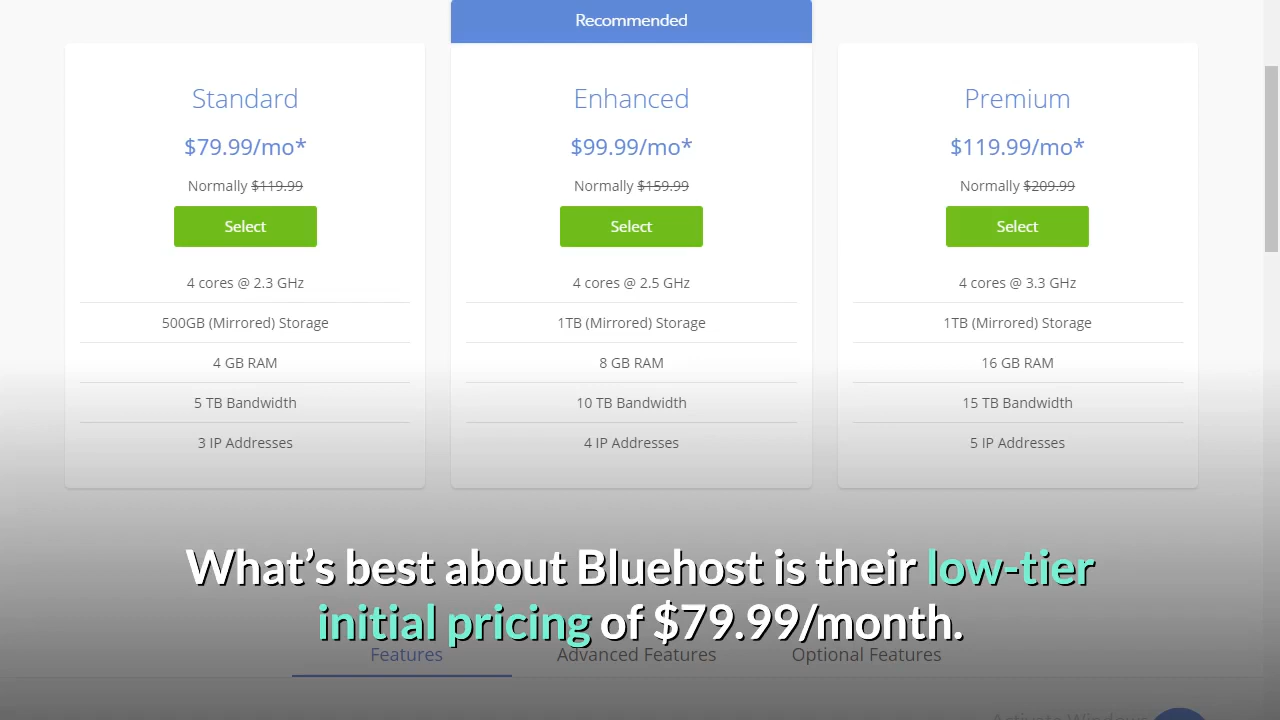 Recommended
Standard
$79.99/mo*
Normally $119.99
Select
4 cores @ 2.3 GHz
500GB (Mirrored) Storage
4 GB RAM
5 TB Bandwidth
3 IP Addresses
Enhanced
$99.99/mo*
Normally $159.99
Select
4 cores @ 2.5 GHz
1TB (Mirrored) Storage
8 GB RAM
10 TB Bandwidth
4 IP Addresses
Premium
$119.99/mo*
Normally $209.99
Select
4 cores @ 3.3 GHz
1TB (Mirrored) Storage
16 GB RAM
15 TB Bandwidth
5 IP Addresses
What's best about Bluehost is their low-tier
initial pricing of $79.99/month.
Features
Advanced Features
Optional Features
Activate Windows